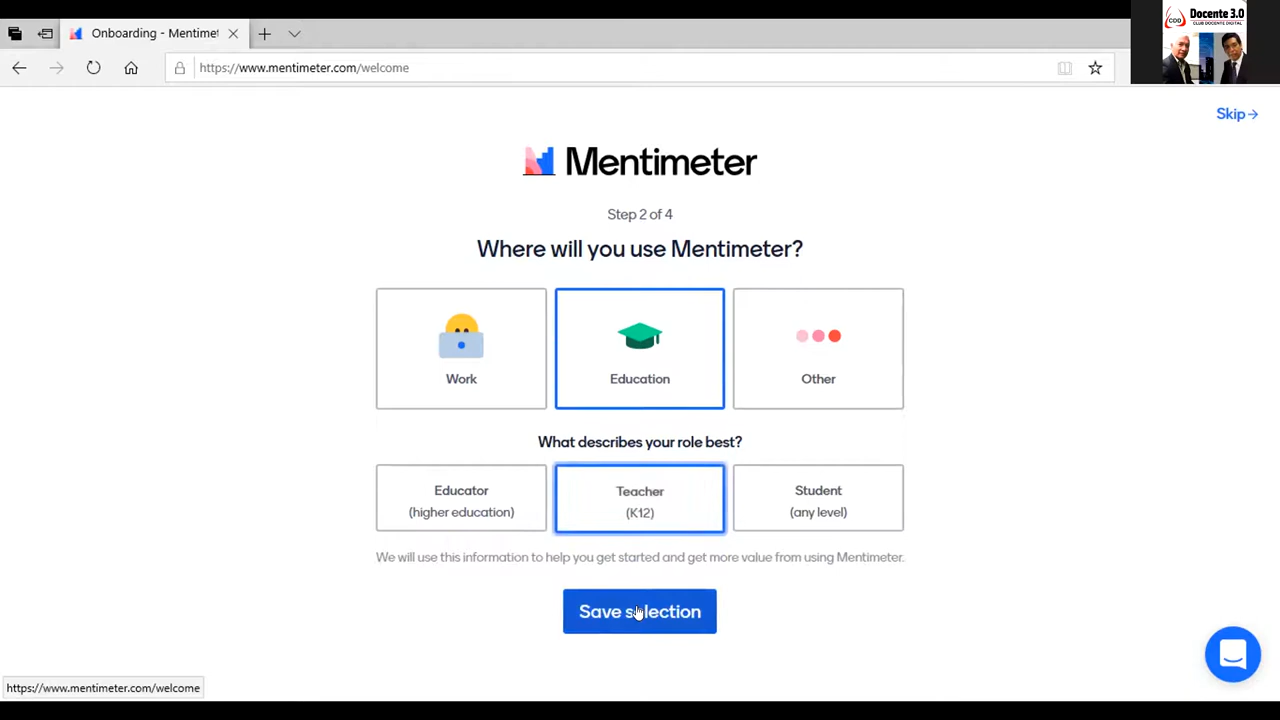 Onboarding - Mentimet
Docente 3.0
CLUB DOCENTE DIGITAL
https://www.mentimeter.com/welcome
Skip→
Mentimeter
Step 2 of 4
Where will you use Mentimeter?
Work
Education
Other
What describes your role best?
Educator
(higher education)
Teacher
(K12)
Student
(any level)
We will use this information to help you get started and get more value from using Mentimeter.
Save selection
https://www.mentimeter.com/welcome